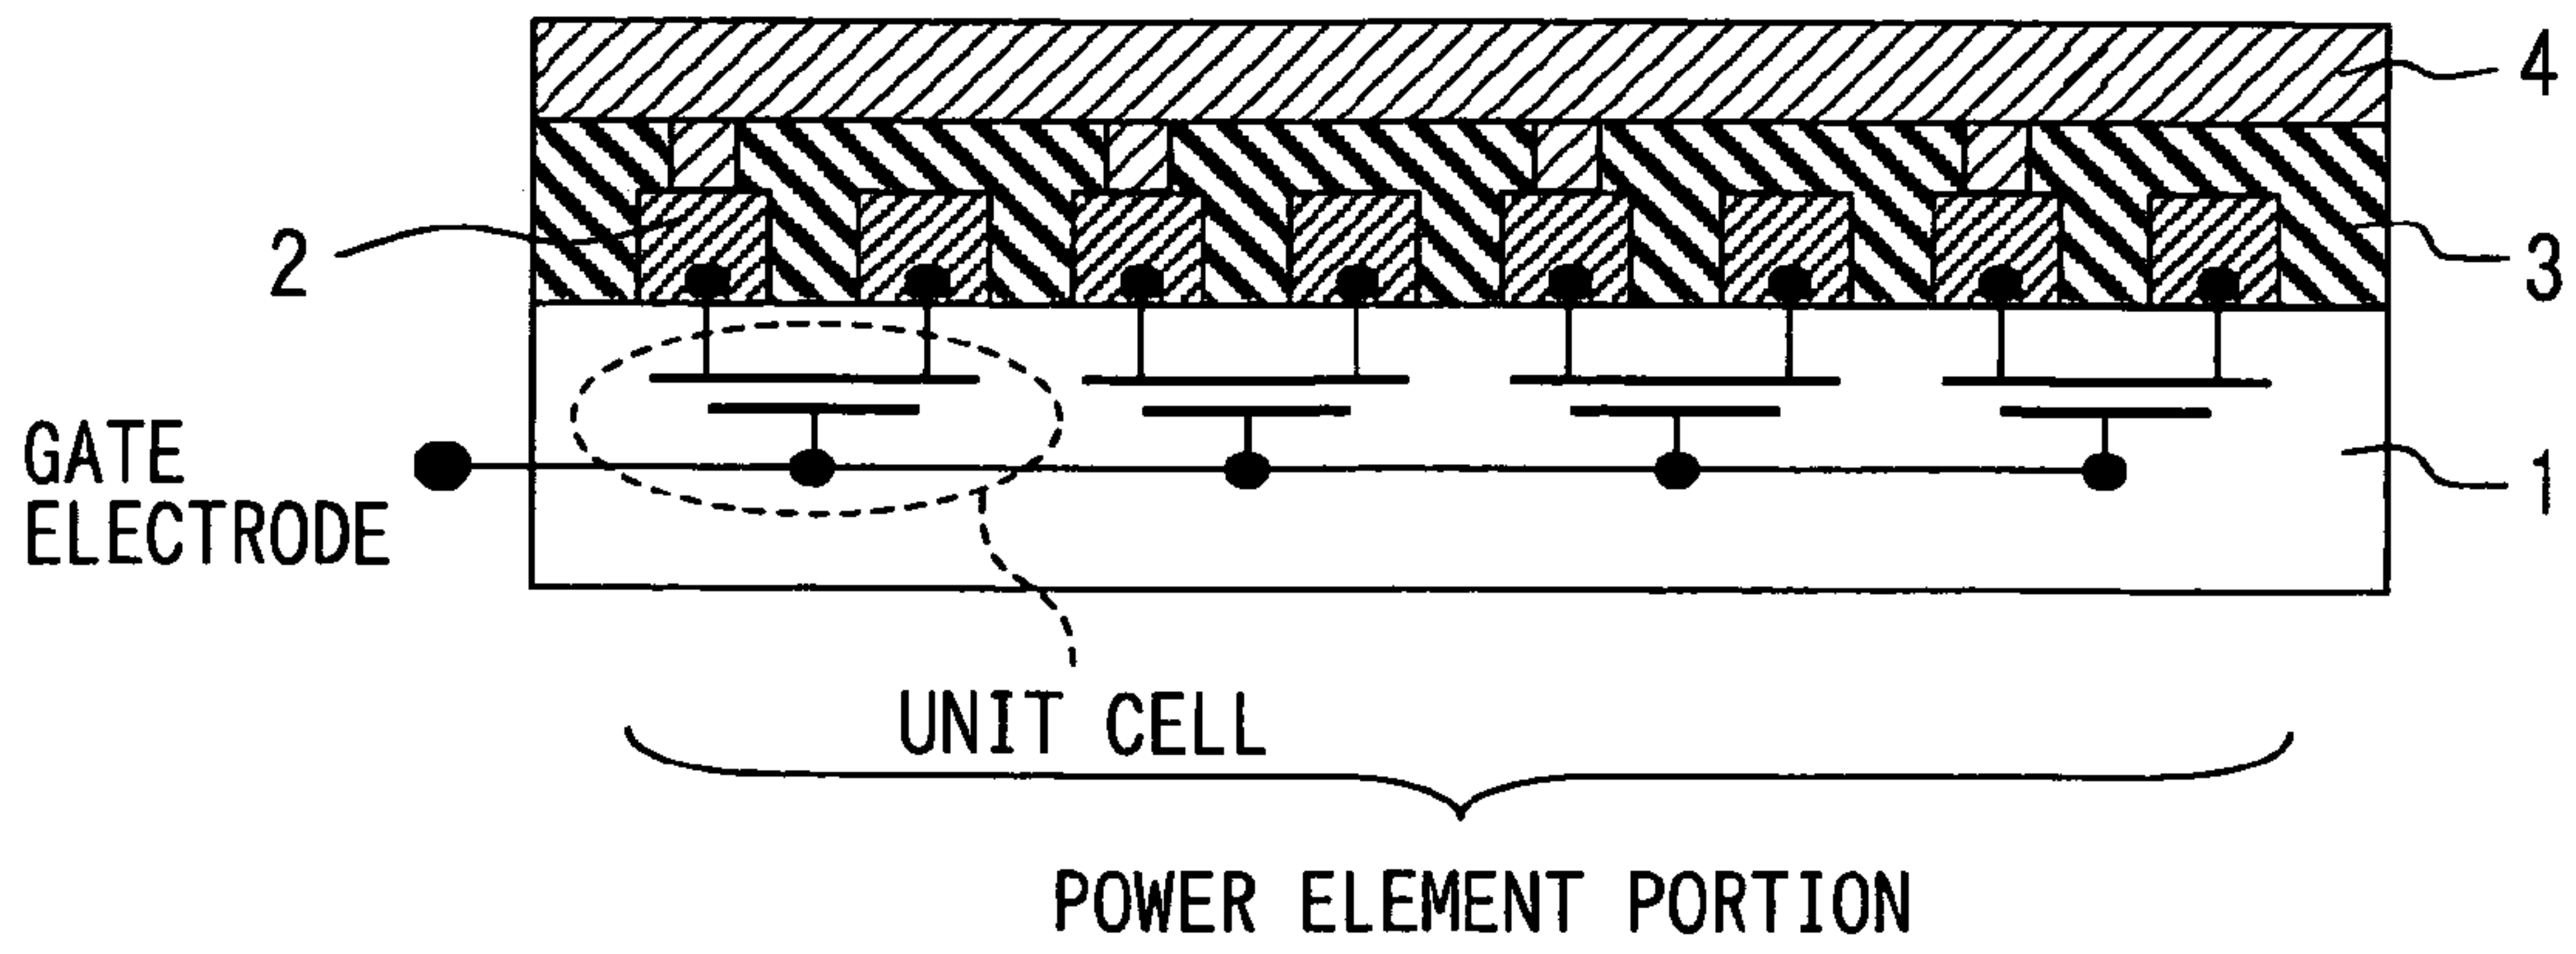 4
2
3
GATE
ELECTRODE
1
UNIT CELL
POWER ELEMENT PORTION